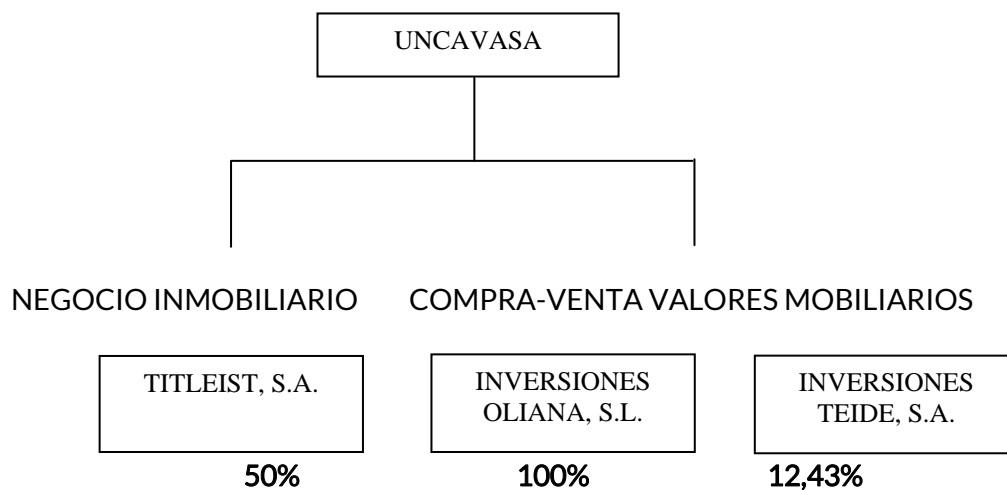 UNCAVASA
NEGOCIO INMOBILIARIO COMPRA-VENTA VALORES MOBILIARIOS
TITLEIST, S.A.
INVERSIONES
OLIANA, S.L.
INVERSIONES
TEIDE, S.A.
50% 100% 12,43%